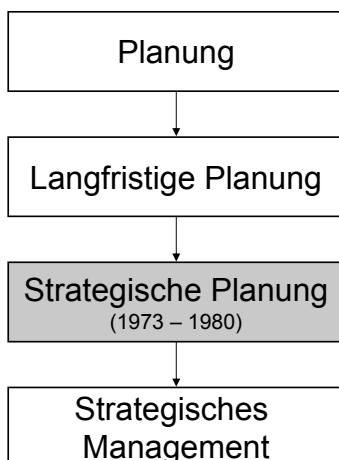 Planung
Langfristige Planung
Strategische Planung
(1973 – 1980)
Strategisches
Management